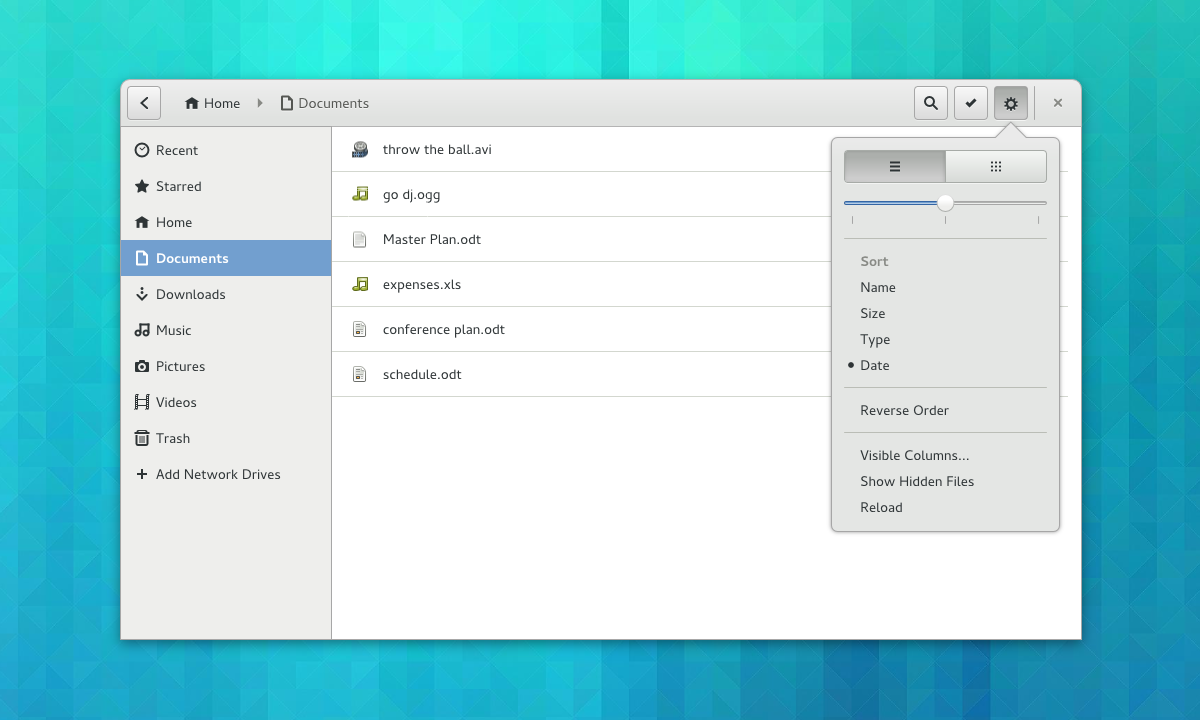 Home Documents
Recent
Starred
Home
Documents
Downloads
Music
Pictures
Videos
Trash
Add Network Drives
throw the ball.avi
go dj.ogg
Master Plan.odt
expenses.xls
conference plan.odt
schedule.odt
Sort
Name
Size
Type
Date
Reverse Order
Visible Columns...
Show Hidden Files
Reload